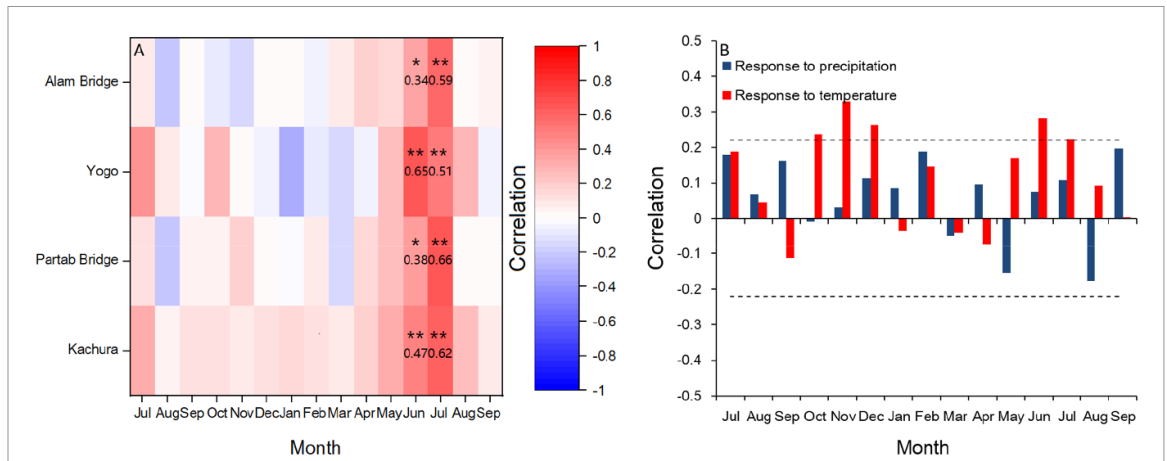 A
Alam Bridge
Yogo
Partab Bridge
Kachura
* **
0.34 0.59
** **
0.65 0.51
* **
0.38 0.66
** **
0.47 0.62
Jul Aug Sep Oct Nov Dec Jan Feb Mar Apr May Jun Jul Aug Sep
Month
1
0.8
0.6
0.4
0.2
0
-0.2
-0.4
-0.6
-0.8
-1
Correlation
B
Response to precipitation
Response to temperature
0.5
0.4
0.3
0.2
0.1
0
-0.1
-0.2
-0.3
-0.4
-0.5
Correlation
Jul Aug Sep Oct Nov Dec Jan Feb Mar Apr May Jun Jul Aug Sep
Month